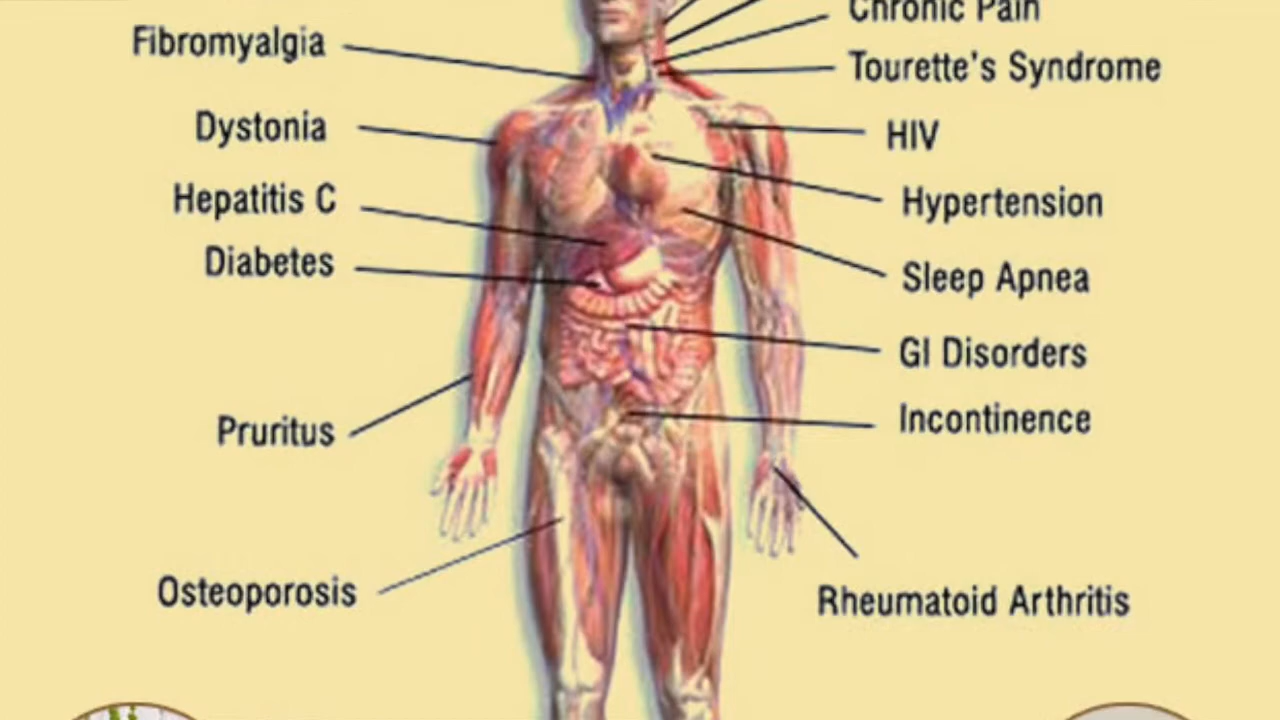 Chronic Pain
Fibromyalgia
Tourette's Syndrome
Dystonia
HIV
Hepatitis C
Hypertension
Diabetes
Sleep Apnea
GI Disorders
Incontinence
Pruritus
Osteoporosis
Rheumatoid Arthritis